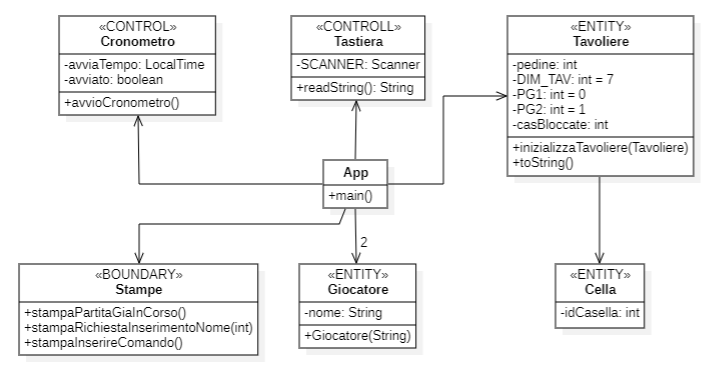 «CONTROL»
Cronometro
-avviaTempo: LocalTime
-avviato: boolean
+avvioCronometro()
«CONTROLL»
Tastiera
-SCANNER: Scanner
+readString(): String
«ENTITY»
Tavoliere
-pedine: int
-DIM_TAV: int = 7
-PG1: int = 0
-PG2: int = 1
-casBloccate: int
+inizializzaTavoliere(Tavoliere)
+toString()
App
+main()
2
«BOUNDARY»
Stampe
+stampaPartitaGiaInCorso()
+stampaRichiestaInserimentoNome(int)
+stampaInserireComando()
«ENTITY»
Giocatore
-nome: String
+Giocatore(String)
«ENTITY»
Cella
-idCasella: int